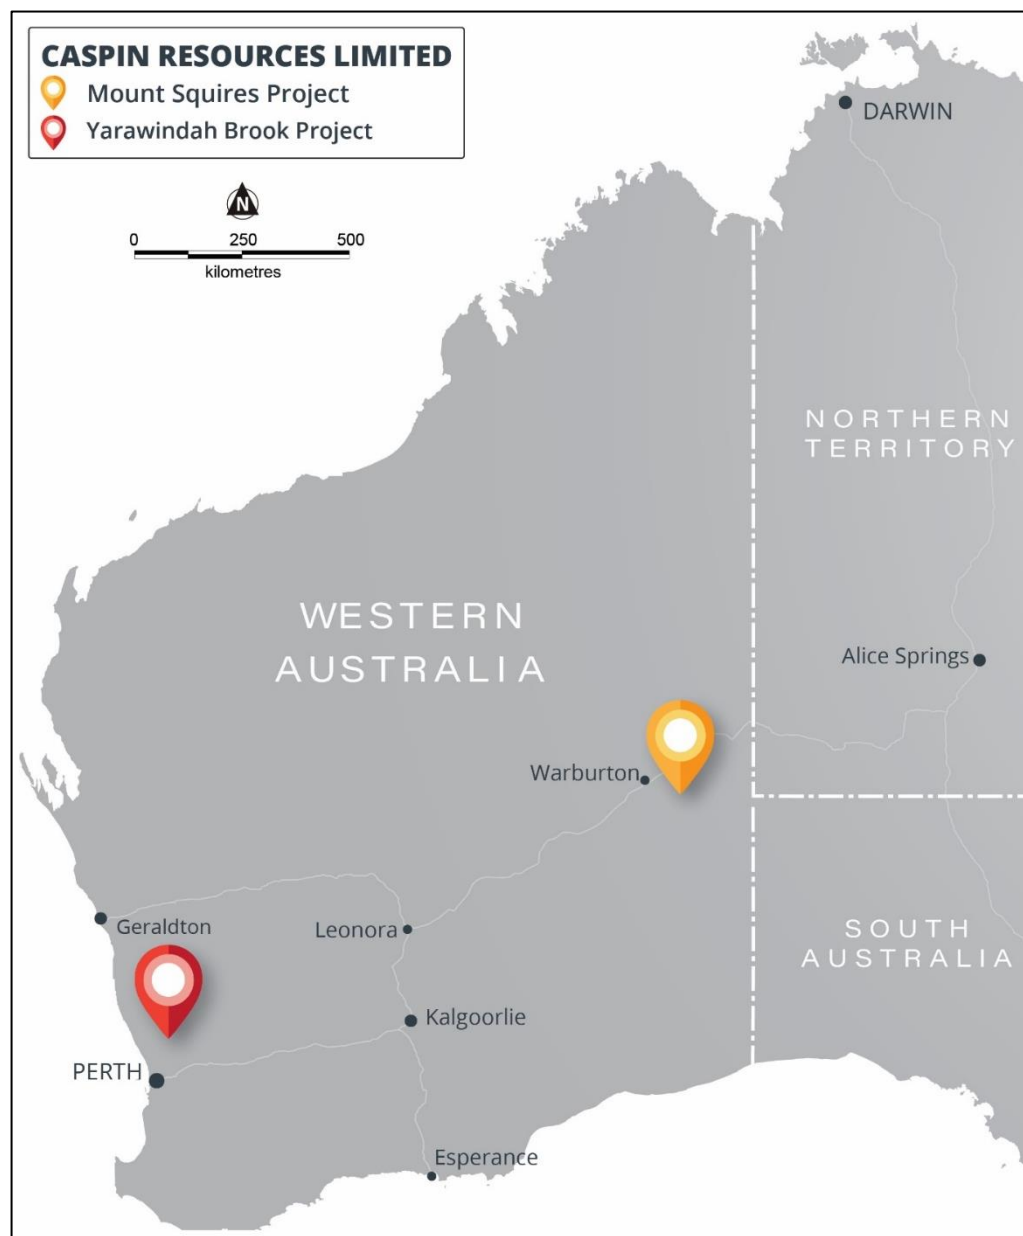 CASPIN RESOURCES LIMITED
Mount Squires Project
Yarawindah Brook Project
N
0 250 500
kilometres
DARWIN
NORTHERN
TERRITORY
WESTERN
AUSTRALIA
Alice Springs
Warburton
Geraldton
Leonora
SOUTH
AUSTRALIA
Kalgoorlie
PERTH
Esperance